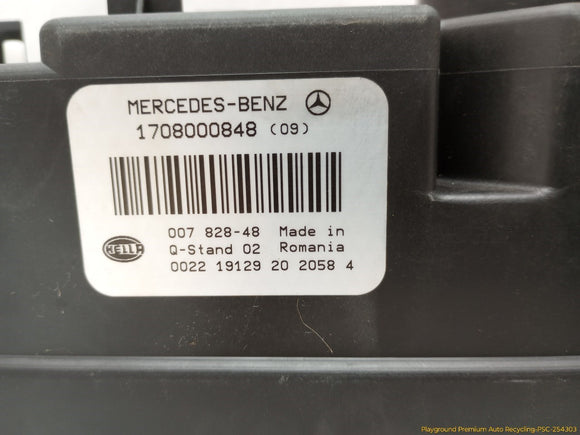 MERCEDES-BENZ
1708000848 (09)
007 828-48 Made in
HELLA Q-Stand 02 Romania
0022 19129 20 2058 4
Playground Premium Auto Recycling-PSC-254303